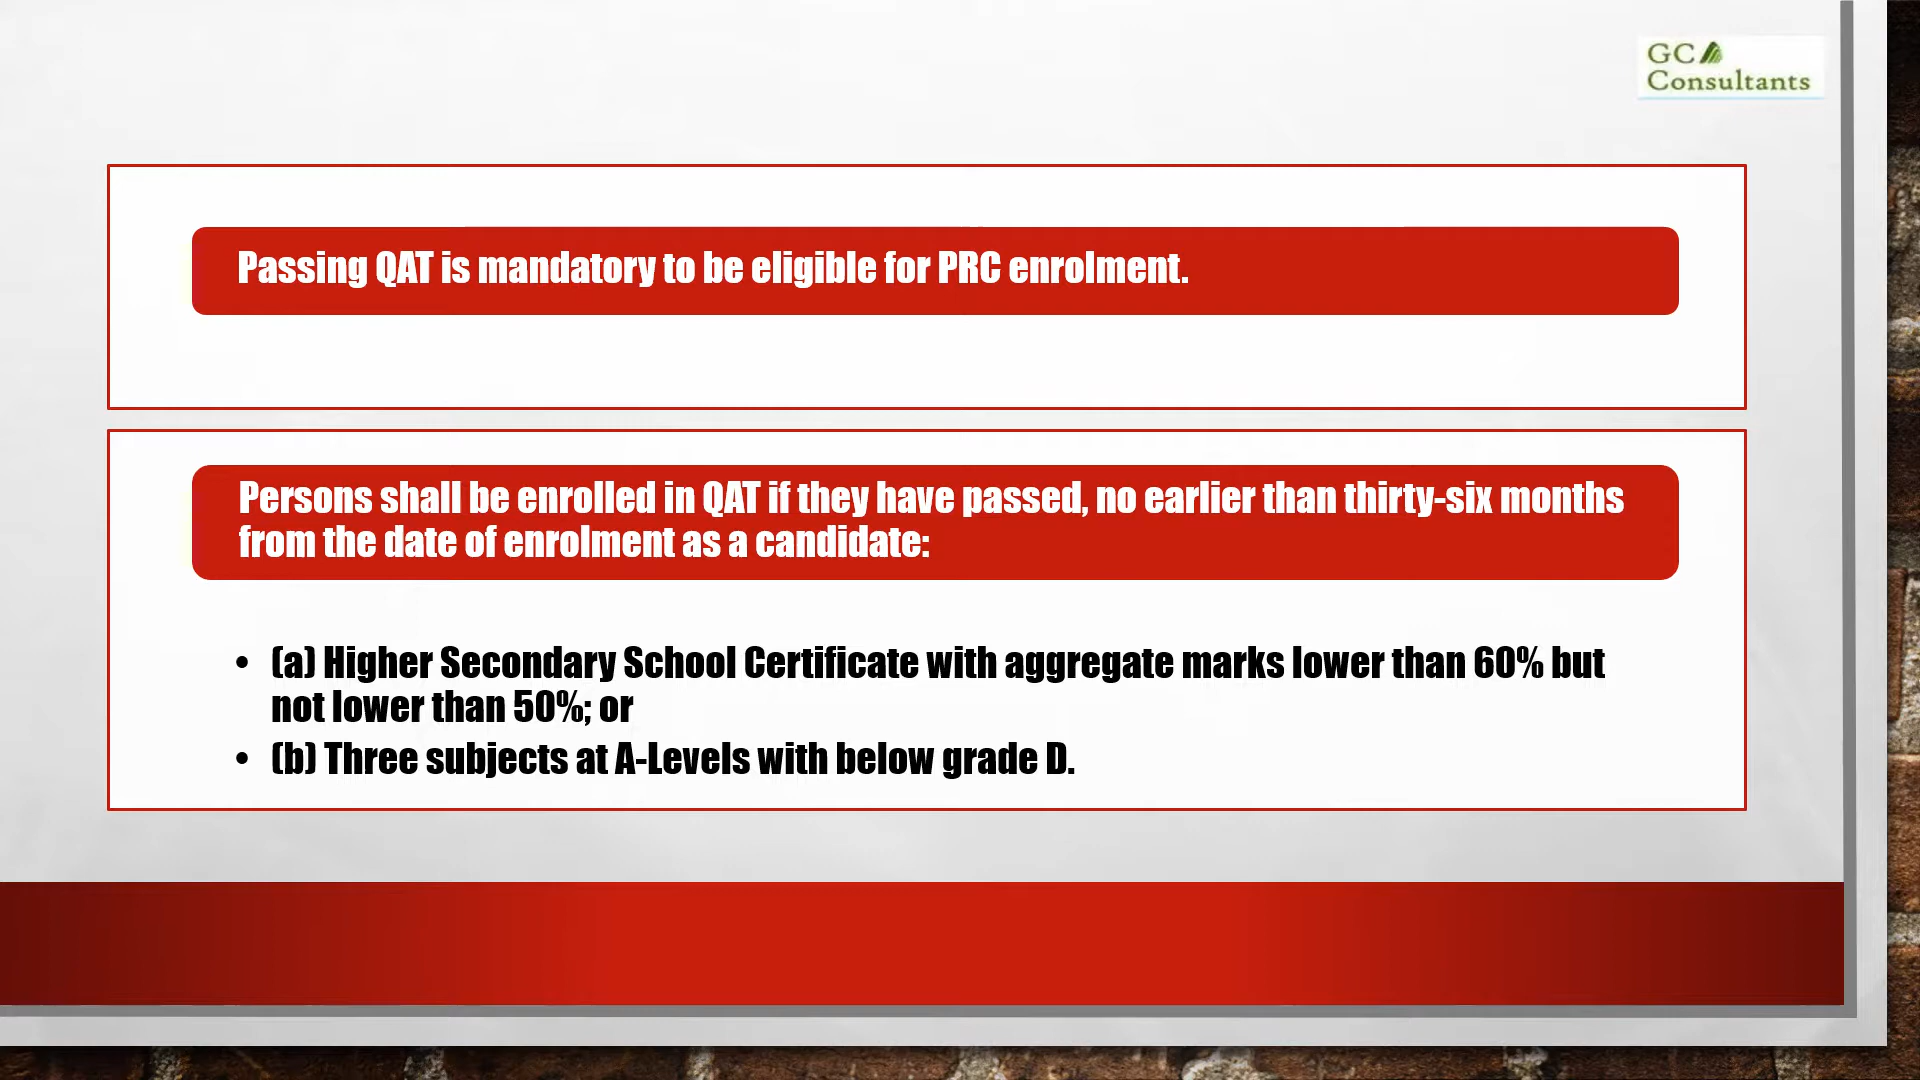 GCA
Consultants
Passing QAT is mandatory to be eligible for PRC enrolment.
Persons shall be enrolled in QAT if they have passed, no earlier than thirty-six months
from the date of enrolment as a candidate:
• (a) Higher Secondary School Certificate with aggregate marks lower than 60% but
not lower than 50%; or
• (b) Three subjects at A-Levels with below grade D.